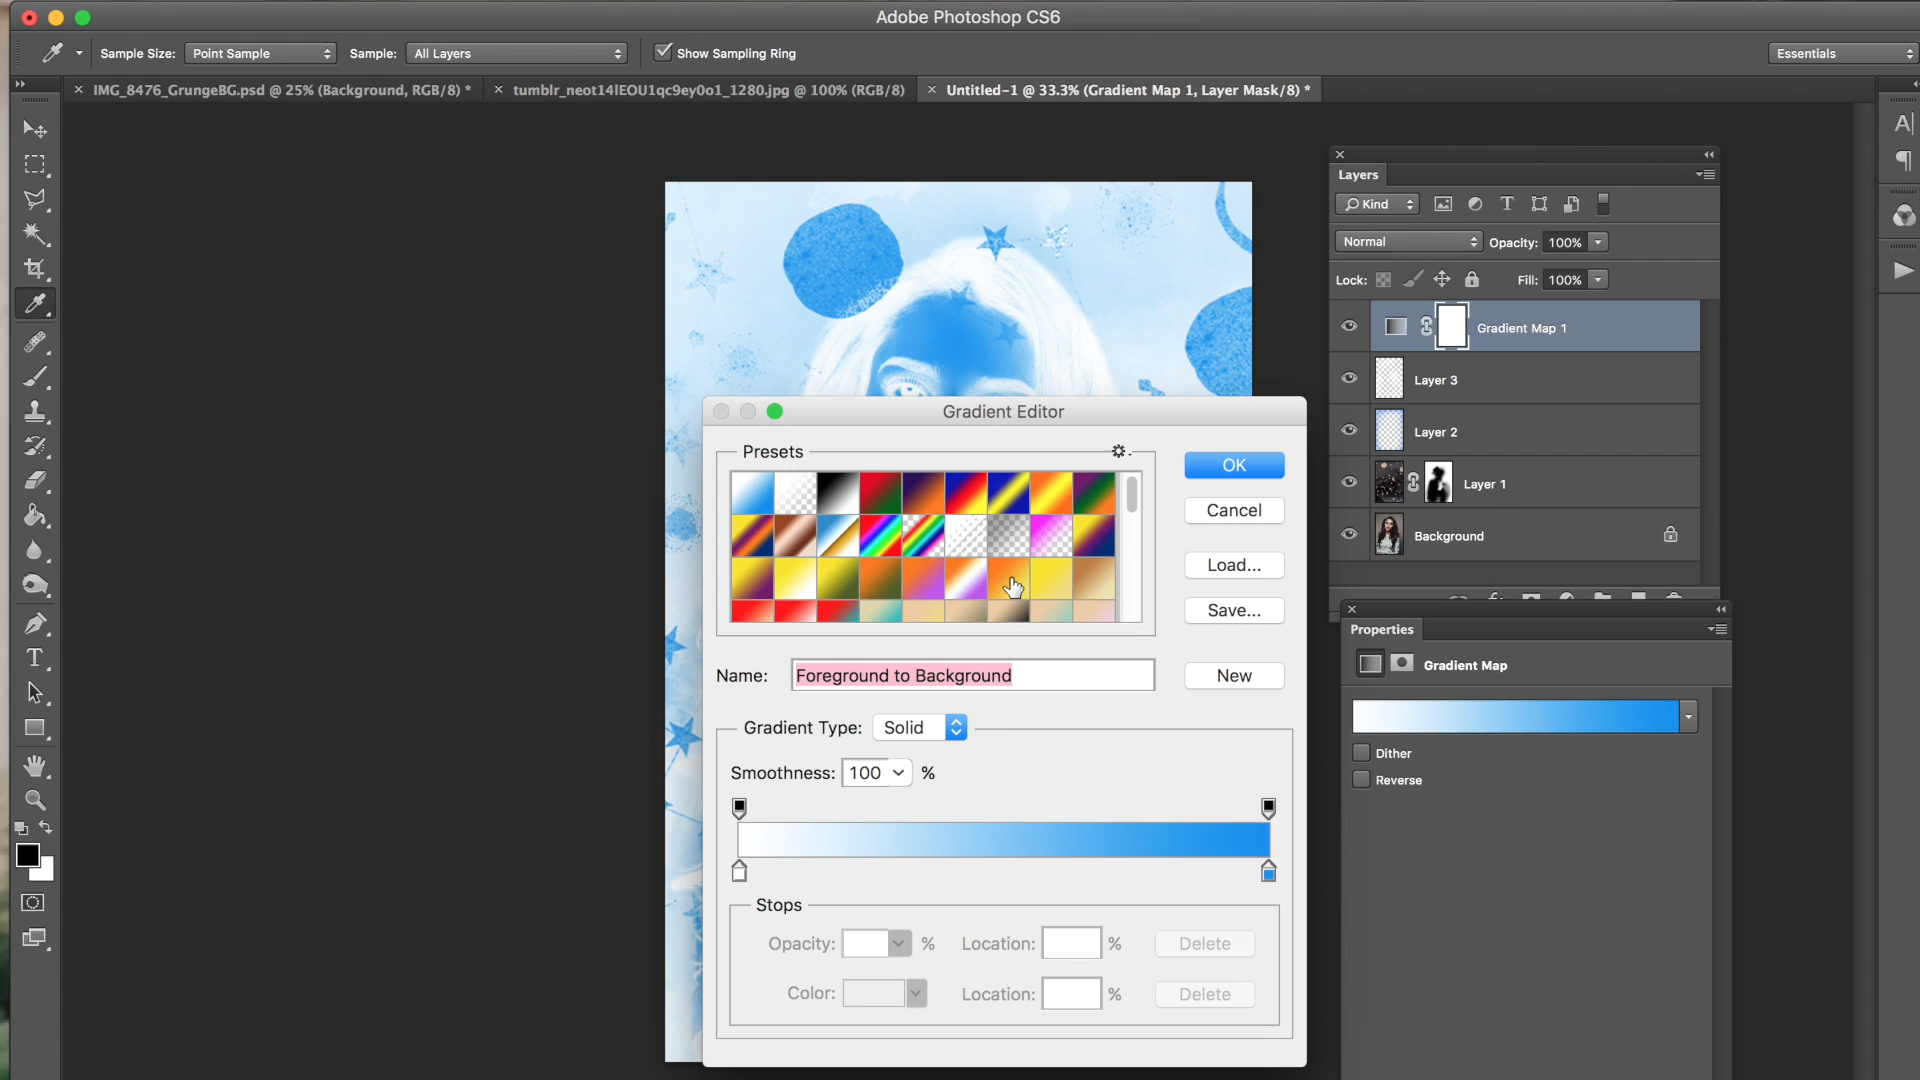 Adobe Photoshop CS6
Sample Size: Point Sample Sample: All Layers Show Sampling Ring Essentials
IMG_8476_GrungeBG.psd @ 25% (Background, RGB/8) * tumblr_neot14lEOU1qc9ey0o1_1280.jpg @ 100% (RGB/8) Untitled-1 @ 33.3% (Gradient Map 1, Layer Mask/8) *
Layers
Kind
Normal Opacity: 100%
Lock: Fill: 100%
Gradient Map 1
Layer 3
Layer 2
Layer 1
Background
Gradient Editor
Presets
OK
Cancel
Load...
Save...
Name: Foreground to Background New
Gradient Type: Solid
Smoothness: 100 %
Stops
Opacity: % Location: % Delete
Color: Location: % Delete
Properties
Gradient Map
Dither
Reverse